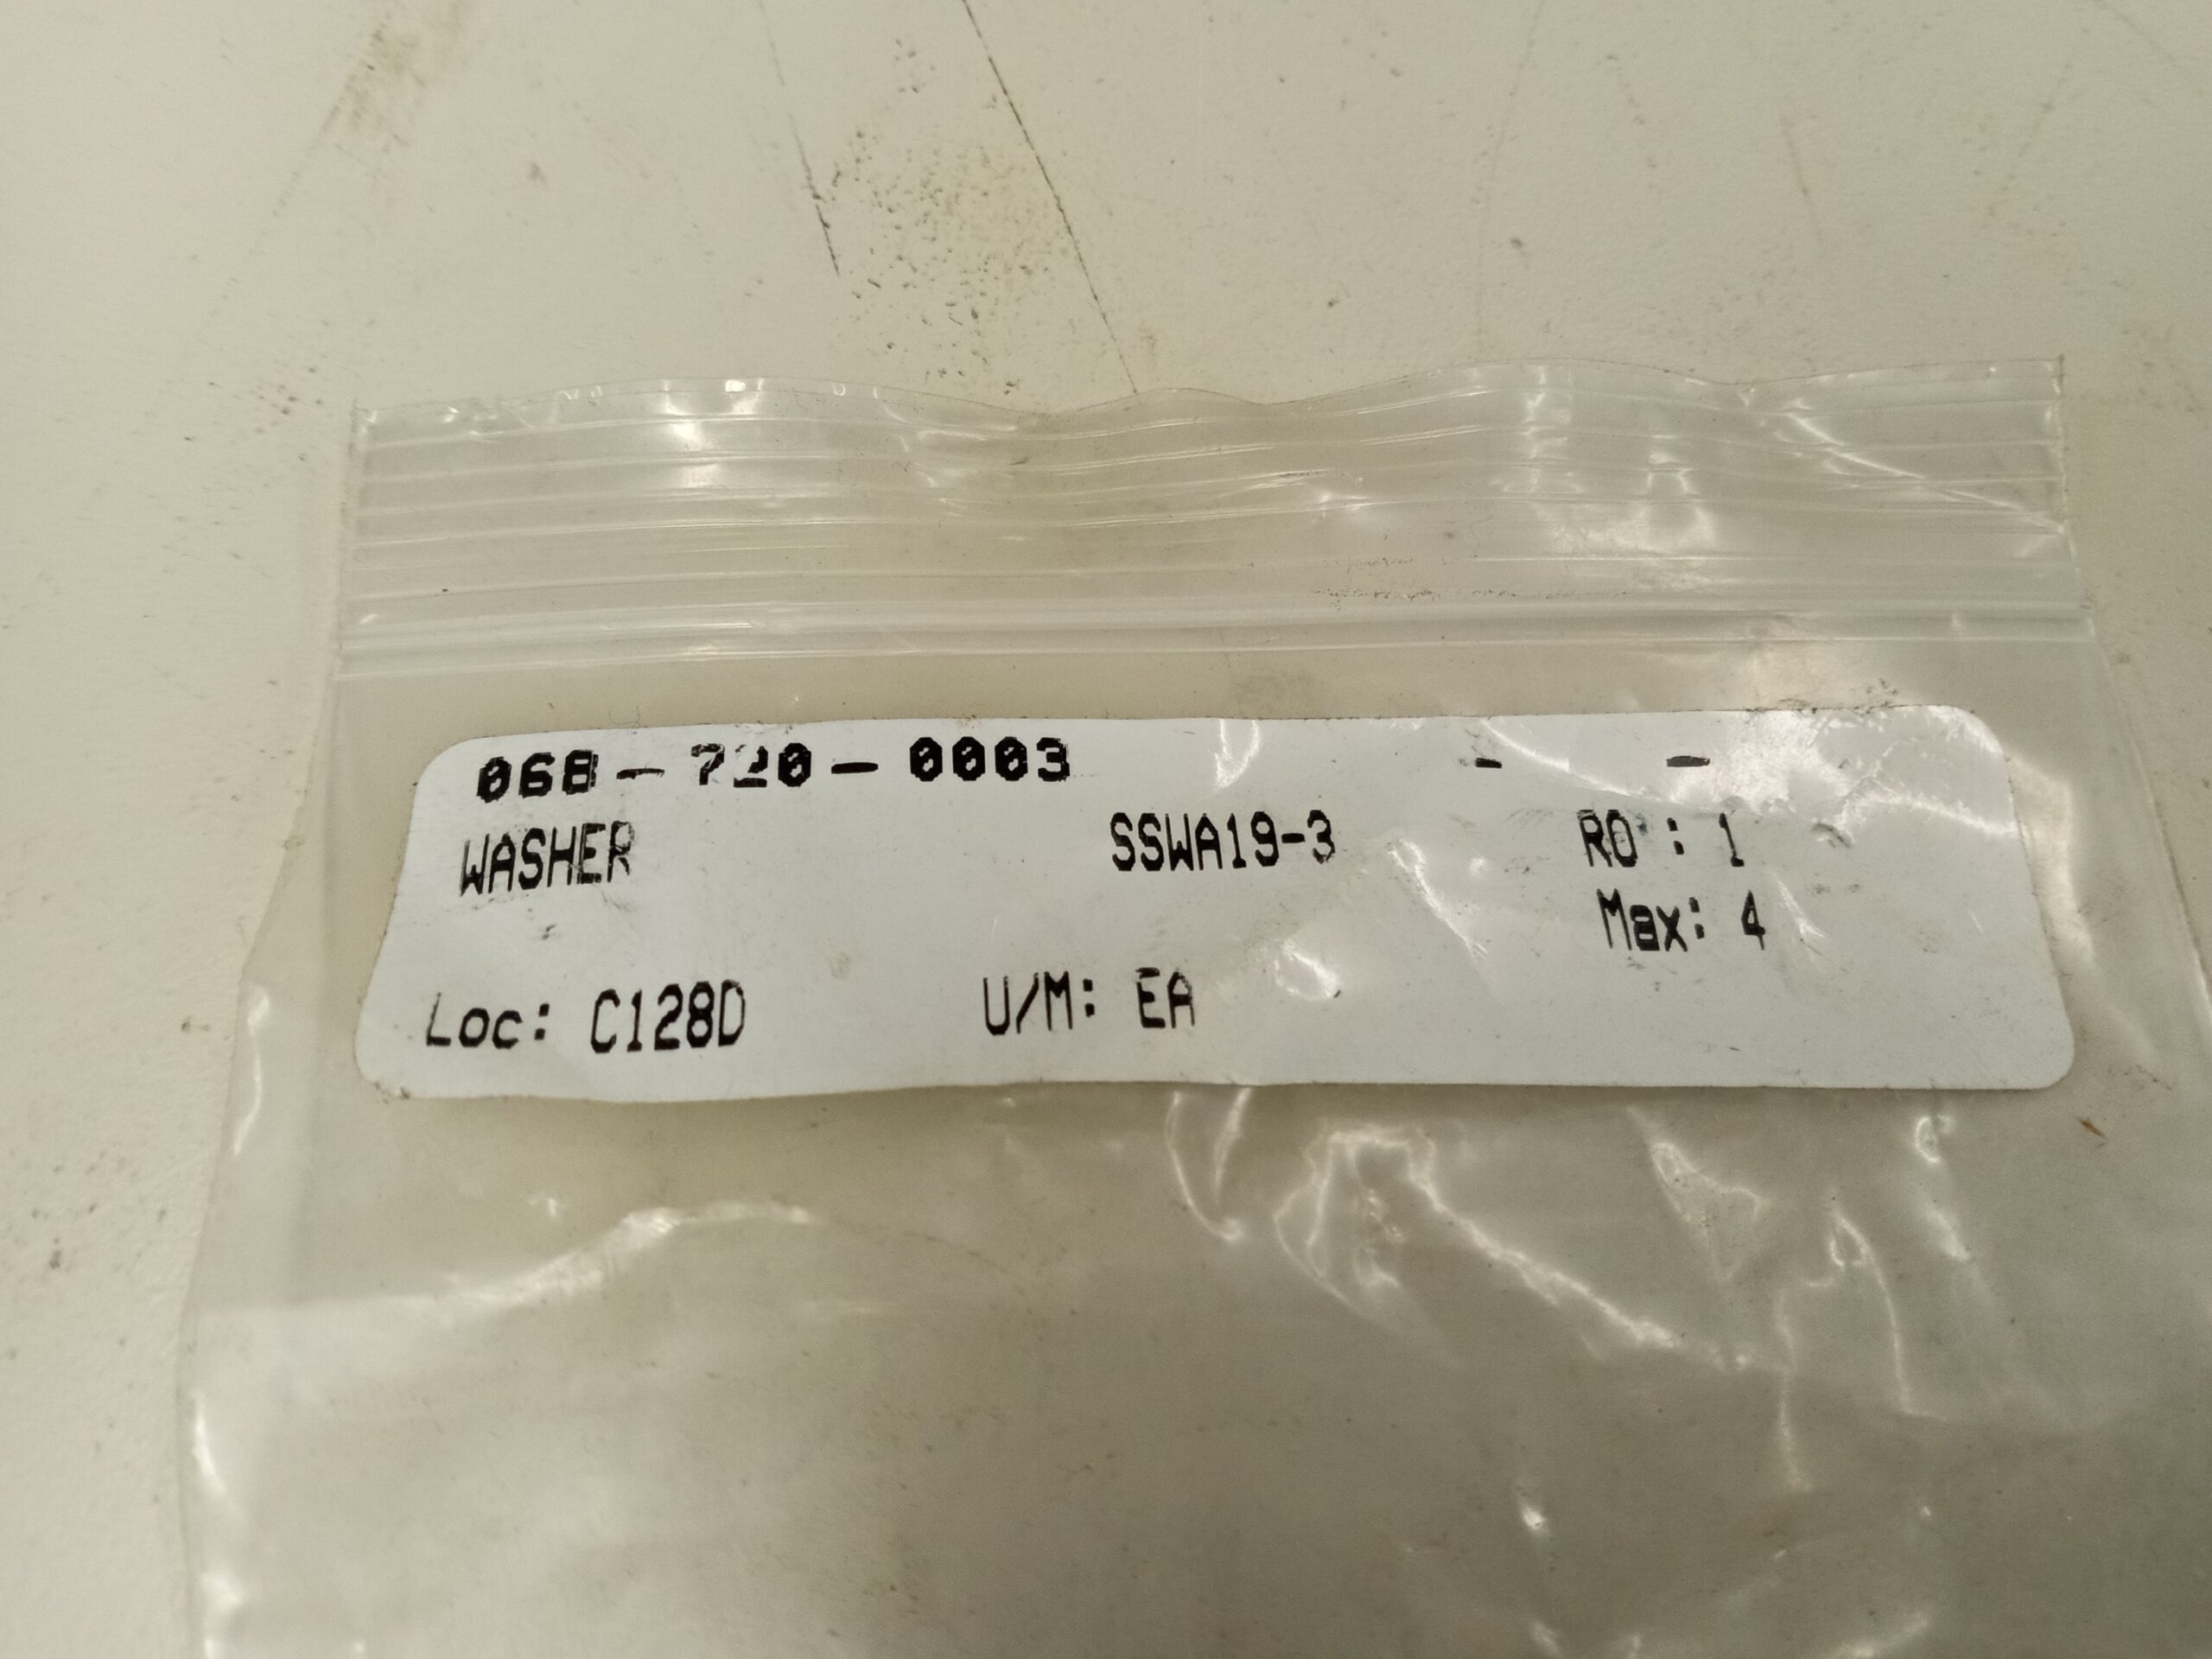 068-720-0003 - -
WASHER SSWA19-3 RO : 1
Max: 4
Loc: C128D U/M: EA